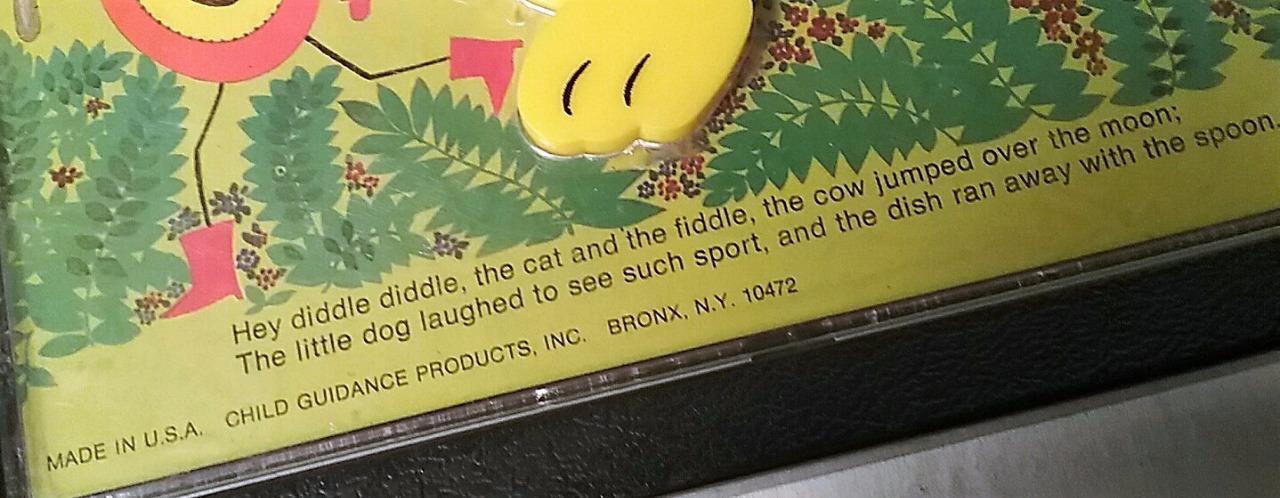 Hey diddle diddle, the cat and the fiddle, the cow jumped over the moon;
The little dog laughed to see such sport, and the dish ran away with the spoon.
MADE IN U.S.A. CHILD GUIDANCE PRODUCTS, INC. BRONX, N.Y. 10472